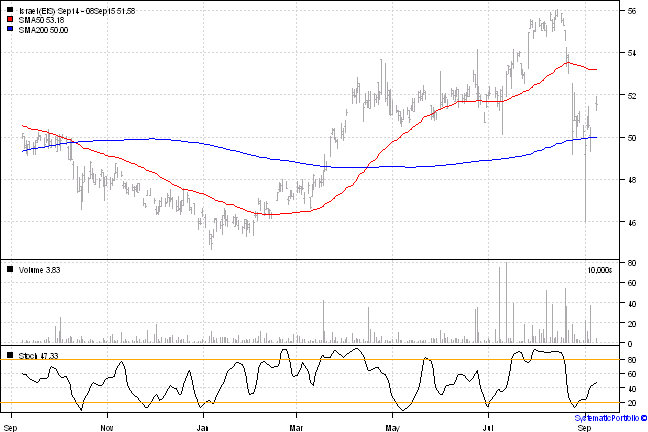 Israel (EIS) Sep14 - 08Sep15 51.58
SMA50 53.18
SMA200 50.00
56
54
52
50
48
46
Volume 3.83
10,000s
80
60
40
20
0
Stoch 47.33
80
60
40
20
Sep
Nov
Jan
Mar
May
Jul
Sep
SystematicPortfolio ©